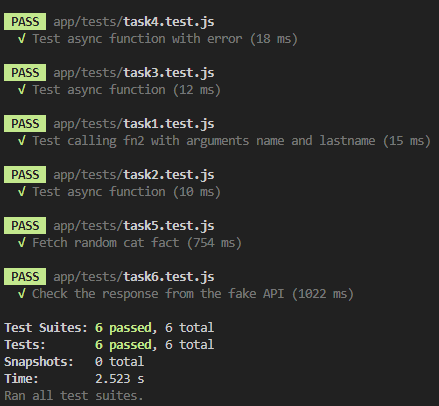 PASS app/tests/task4.test.js
√ Test async function with error (18 ms)
PASS app/tests/task3.test.js
√ Test async function (12 ms)
PASS app/tests/task1.test.js
√ Test calling fn2 with arguments name and lastname (15 ms)
PASS app/tests/task2.test.js
√ Test async function (10 ms)
PASS app/tests/task5.test.js
√ Fetch random cat fact (754 ms)
PASS app/tests/task6.test.js
√ Check the response from the fake API (1022 ms)
Test Suites: 6 passed, 6 total
Tests: 6 passed, 6 total
Snapshots: 0 total
Time: 2.523 s
Ran all test suites.